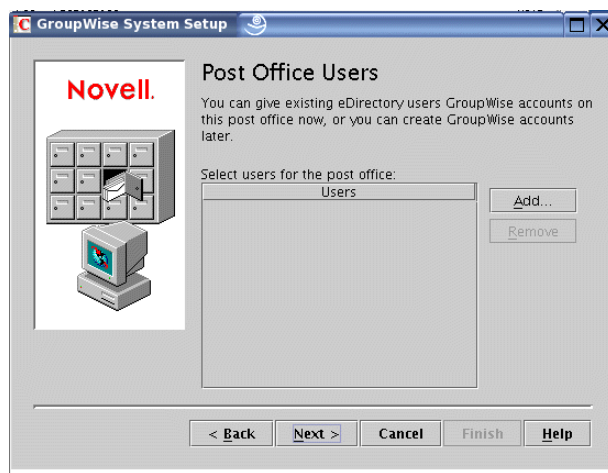 GroupWise System Setup
Novell.
Post Office Users
You can give existing eDirectory users GroupWise accounts on
this post office now, or you can create GroupWise accounts
later.
Select users for the post office:
Users
Add...
Remove
< Back
Next >
Cancel
Finish
Help